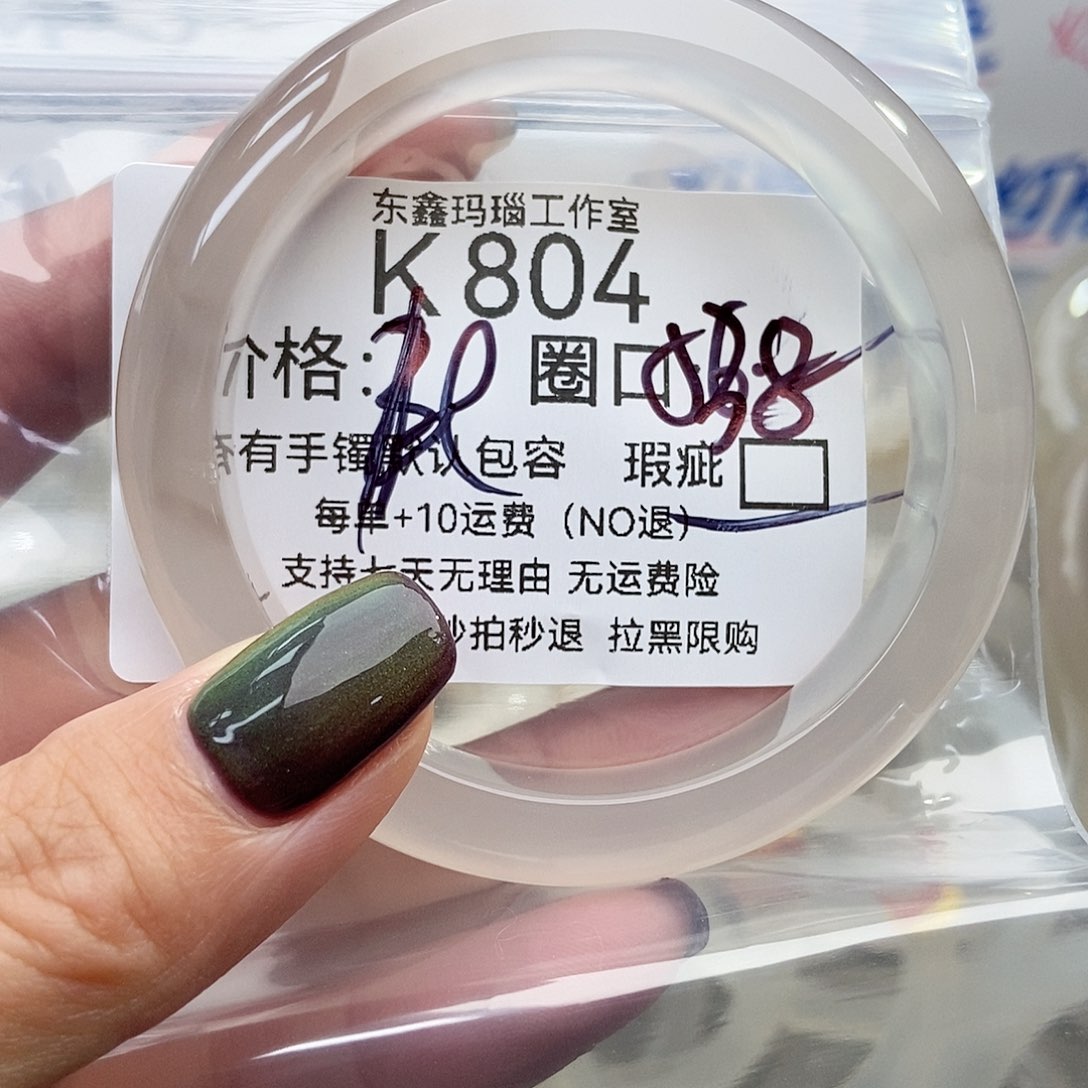 东鑫玛瑙工作室
K804
价格: 圈口:58
所有手镯默认包容 瑕疵
每单+10运费（NO退）
支持七天无理由 无运费险
秒拍秒退 拉黑限购